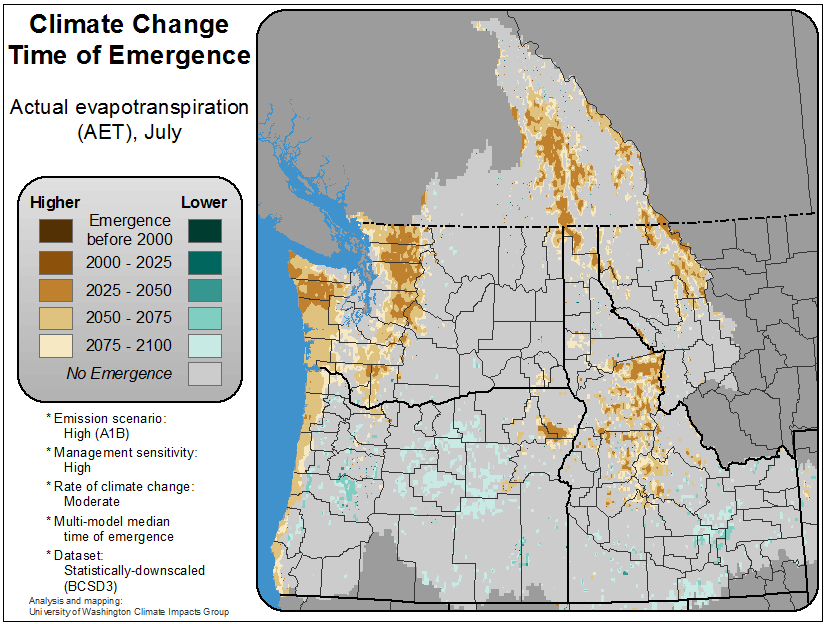 Climate Change
Time of Emergence
Actual evapotranspiration
(AET), July
Higher
Lower
Emergence
before 2000
2000 - 2025
2025 - 2050
2050 - 2075
2075 - 2100
No Emergence
* Emission scenario:
High (A1B)
* Management sensitivity:
High
* Rate of climate change:
Moderate
* Multi-model median
time of emergence
* Dataset:
Statistically-downscaled
(BCSD3)
Analysis and mapping:
University of Washington Climate Impacts Group